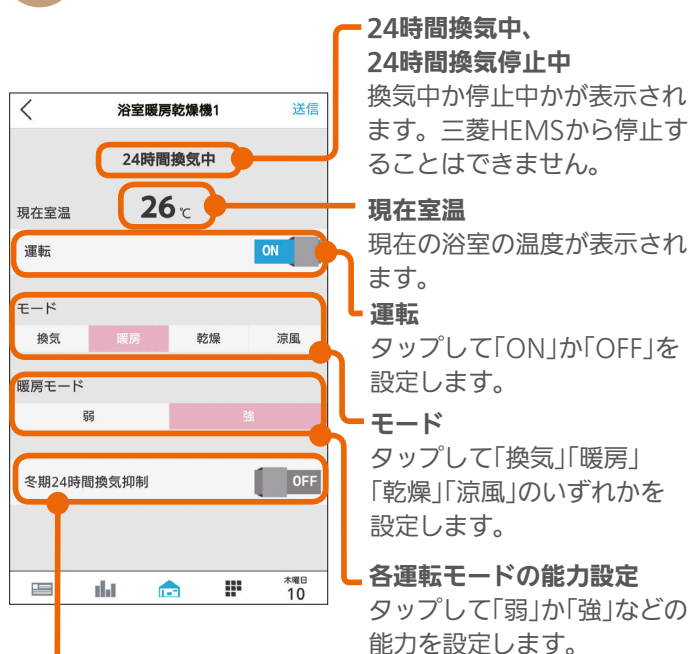 浴室暖房乾燥機1
送信
24時間換気中
現在室温
26℃
運転
ON
モード
換気
暖房
乾燥
涼風
暖房モード
弱
強
冬期24時間換気抑制
OFF
木曜日
10
24時間換気中、
24時間換気停止中
換気中か停止中かが表示され
ます。三菱HEMSから停止す
ることはできません。
現在室温
現在の浴室の温度が表示され
ます。
運転
タップして「ON」か「OFF」を
設定します。
モード
タップして「換気」「暖房」
「乾燥」「涼風」のいずれかを
設定します。
各運転モードの能力設定
タップして「弱」か「強」などの
能力を設定します。